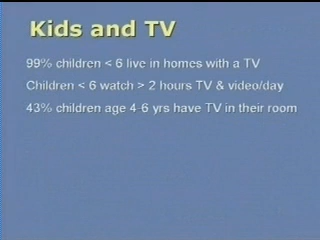 Kids and TV
99% children < 6 live in homes with a TV
Children < 6 watch > 2 hours TV & video/day
43% children age 4-6 yrs have TV in their room